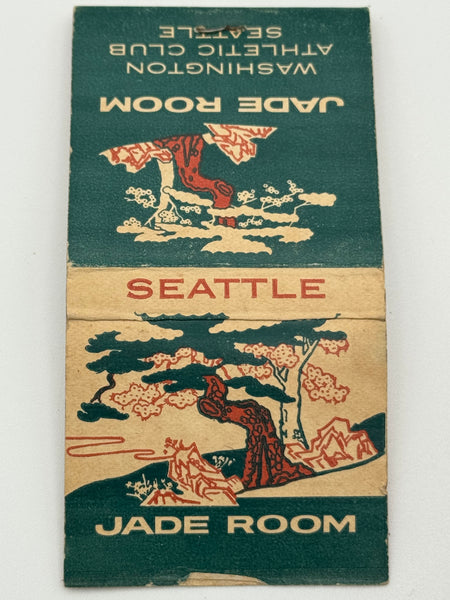 JADE ROOM
WASHINGTON
ATHLETIC CLUB
SEATTLE
SEATTLE
JADE ROOM